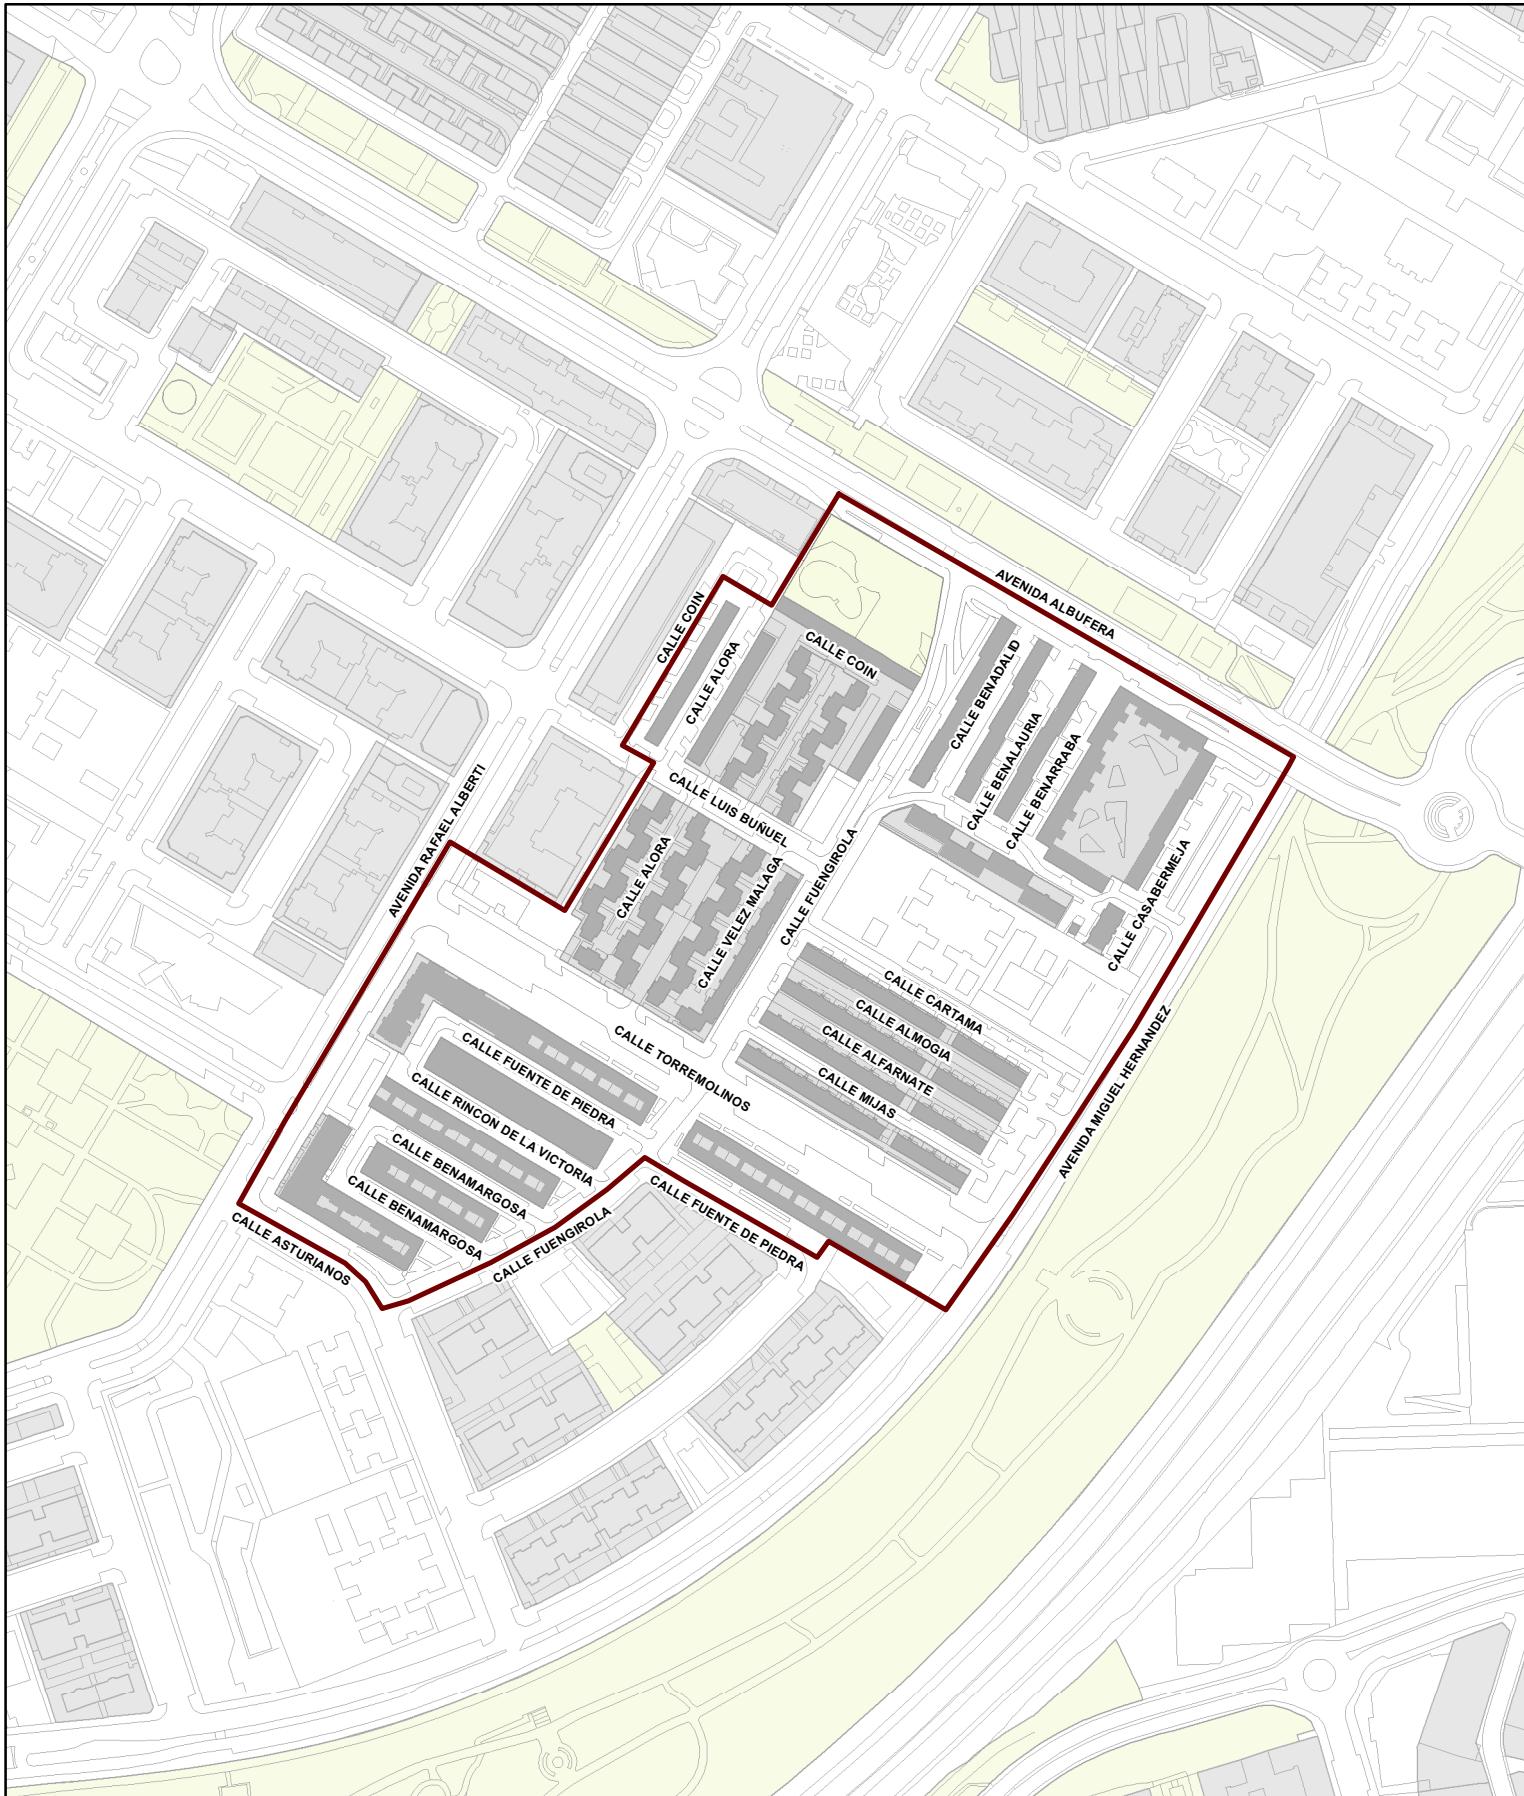 AVENIDA ALBUFERA
CALLE COIN
CALLE ALORA
CALLE COIN
CALLE BENADALID
CALLE BENALAURIA
CALLE BENARRABA
CALLE LUIS BUÑUEL
AVENIDA RAFAEL ALBERTI
CALLE ALORA
CALLE VELEZ MALAGA
CALLE FUENGIROLA
CALLE CASABERMEJA
CALLE CARTAMA
CALLE ALMOGIA
CALLE ALFARNATE
CALLE MIJAS
CALLE TORREMOLINOS
AVENIDA MIGUEL HERNANDEZ
CALLE FUENTE DE PIEDRA
CALLE RINCON DE LA VICTORIA
CALLE BENAMARGOSA
CALLE BENAMARGOSA
CALLE FUENTE DE PIEDRA
CALLE FUENGIROLA
CALLE ASTURIANOS